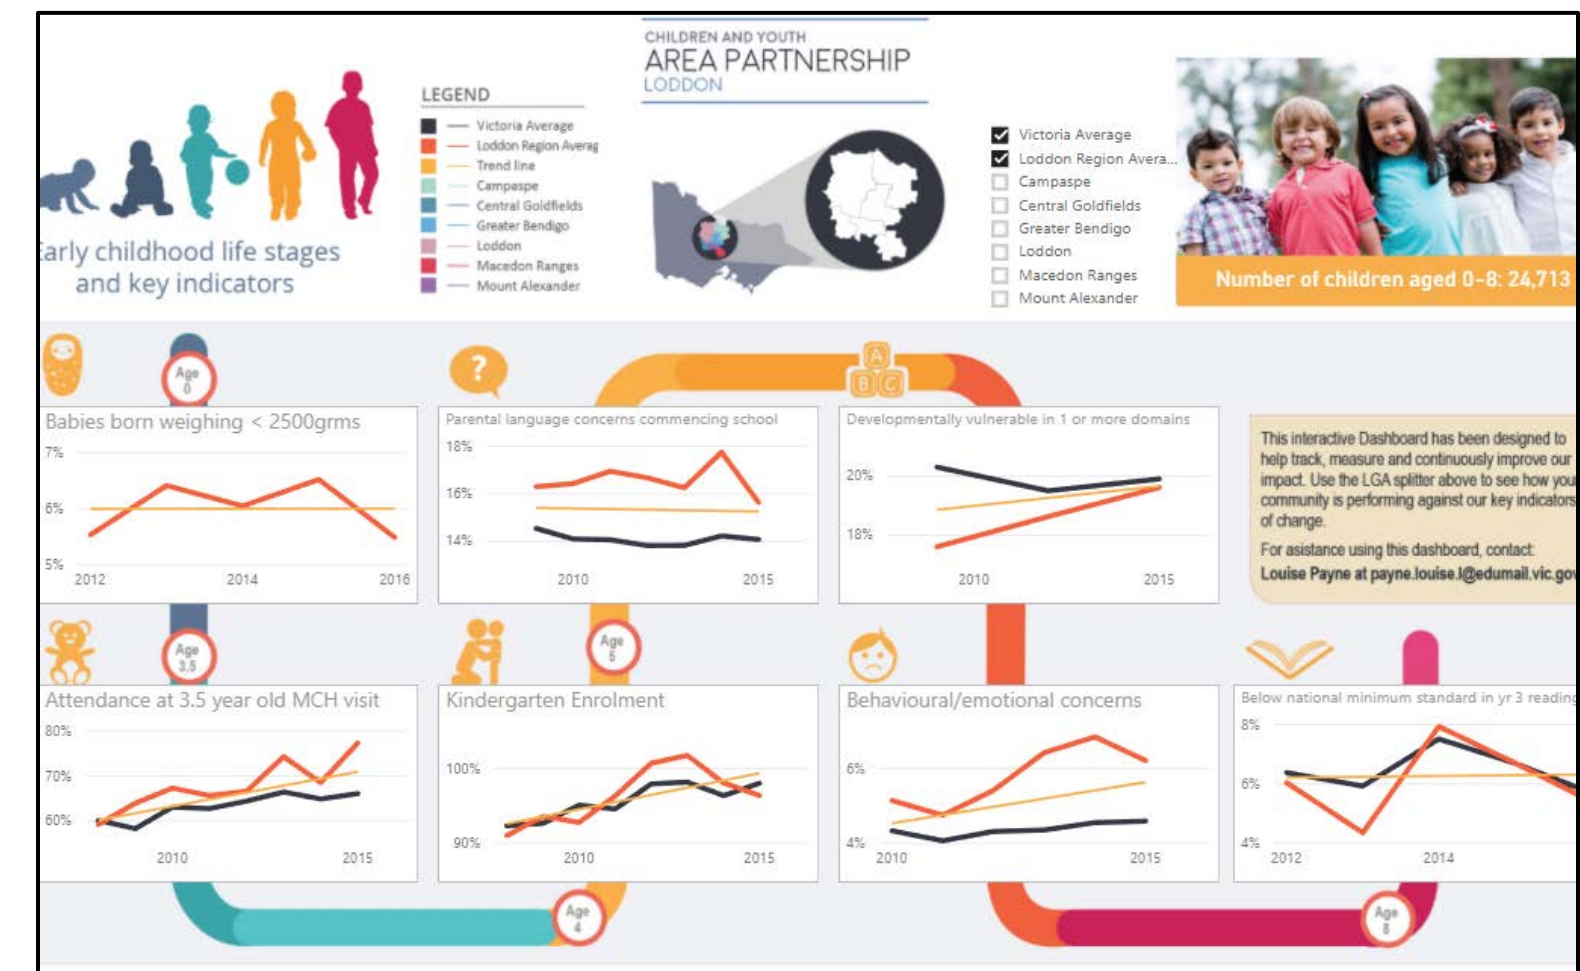 CHILDREN AND YOUTH
AREA PARTNERSHIP
LODDON
LEGEND
Victoria Average
Loddon Region Averag
Trend line
Campaspe
Central Goldfields
Greater Bendigo
Loddon
Macedon Ranges
Mount Alexander
Victoria Average
Loddon Region Avera...
Campaspe
Central Goldfields
Greater Bendigo
Loddon
Macedon Ranges
Mount Alexander
Early childhood life stages
and key indicators
Number of children aged 0-8: 24,713
Age
0
?
A
B C
Babies born weighing < 2500grms
7%
6%
5%
2012 2014 2016
Parental language concerns commencing school
18%
16%
14%
2010 2015
Developmentally vulnerable in 1 or more domains
20%
18%
2010 2015
This interactive Dashboard has been designed to
help track, measure and continuously improve our
impact. Use the LGA splitter above to see how you
community is performing against our key indicators
of change.
For asistance using this dashboard, contact:
Louise Payne at payne.louise.l@edumail.vic.gov
Age
3.5
Age
5
Attendance at 3.5 year old MCH visit
80%
70%
60%
2010 2015
Kindergarten Enrolment
100%
90%
2010 2015
Behavioural/emotional concerns
6%
4%
2010 2015
Below national minimum standard in yr 3 reading
8%
6%
4%
2012 2014
Age
4
Age
8